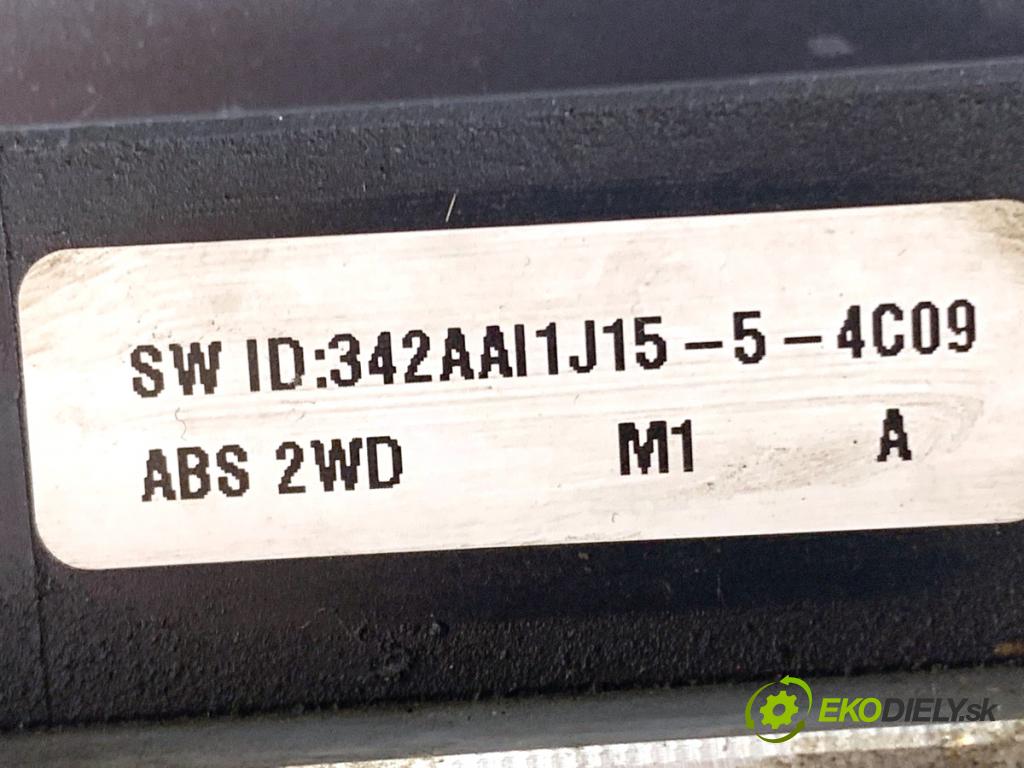 SW ID:342AAI1J15-5-4C09
ABS 2WD M1 A
EKODIELY.sk